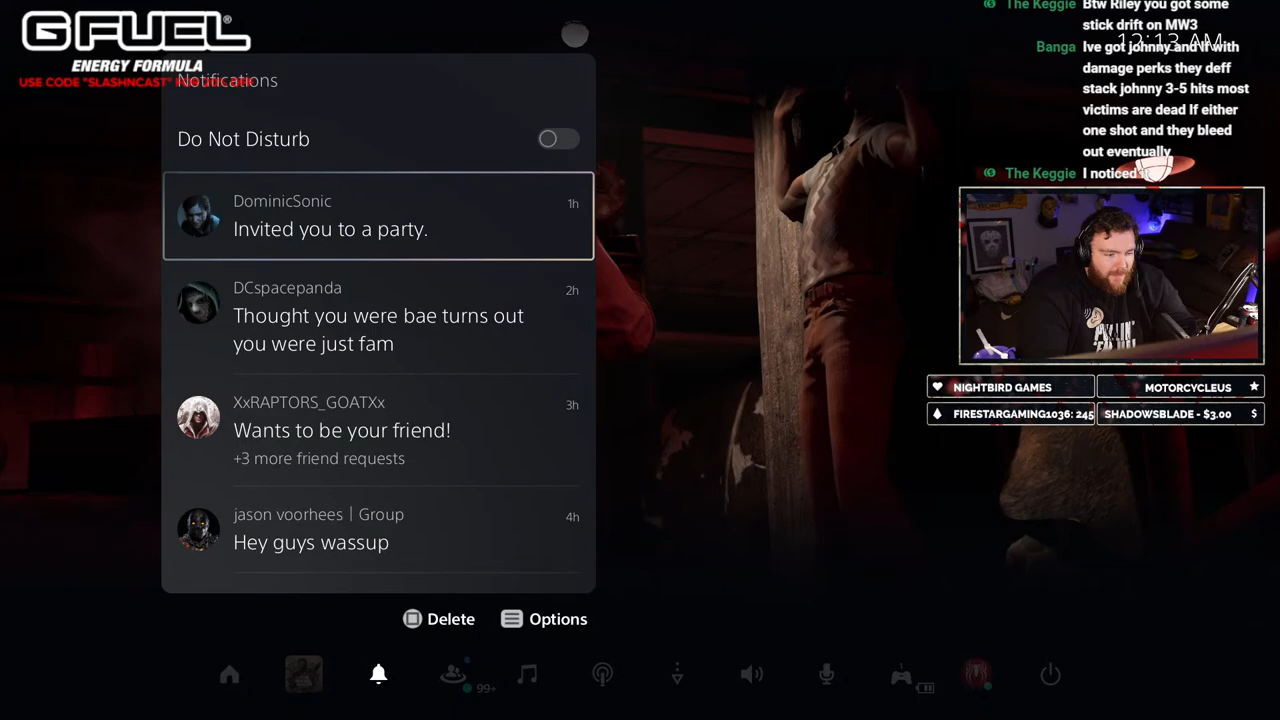 GFUEL®
ENERGY FORMULA
USE CODE "SLASHNCAST"
Notifications
Do Not Disturb
DominicSonic
1h
Invited you to a party.
DCspacepanda
2h
Thought you were bae turns out
you were just fam
XxRAPTORS_GOATXx
3h
Wants to be your friend!
+3 more friend requests
jason voorhees | Group
4h
Hey guys wassup
Delete
Options
99+
12:13 AM
The Keggie Btw Riley you got some
stick drift on MW3
Banga Ive got johnny and lf with
damage perks they deff
stack johnny 3-5 hits most
victims are dead If either
one shot and they bleed
out eventually
The Keggie I noticed
NIGHTBIRD GAMES
MOTORCYCLEUS
FIRESTARGAMING1036: 245
SHADOWSBLADE - $3.00 $